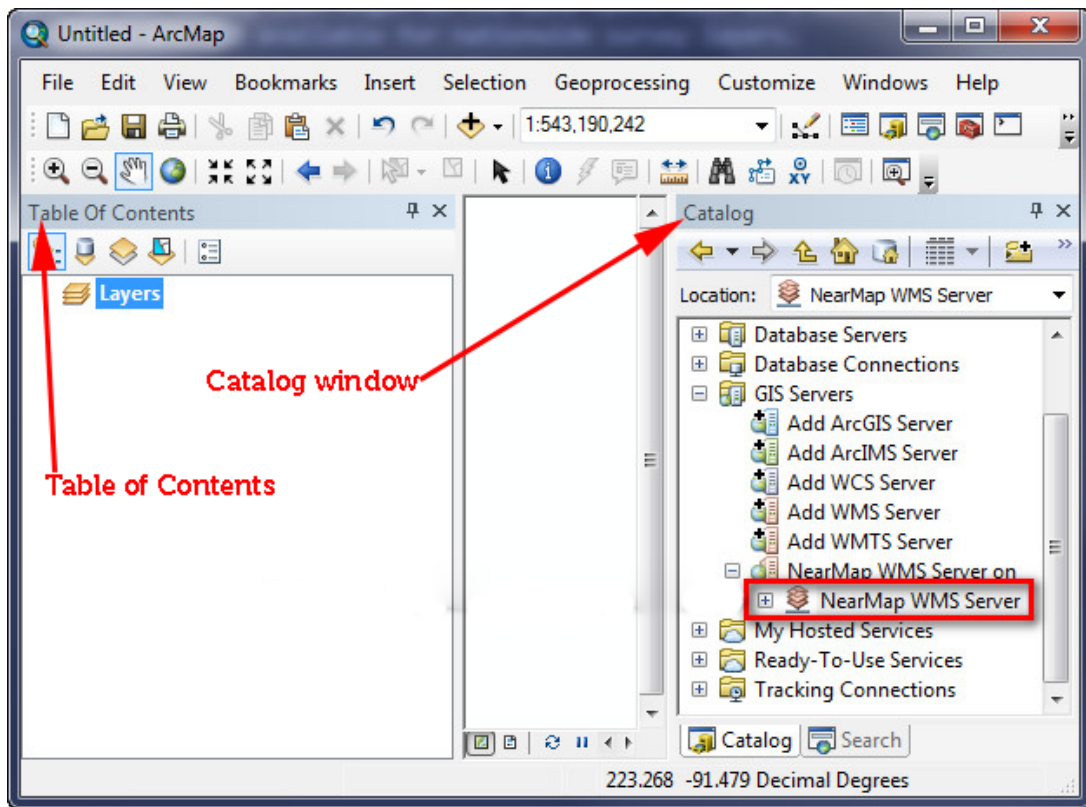 Untitled - ArcMap
File Edit View Bookmarks Insert Selection Geoprocessing Customize Windows Help
1:543,190,242
Table Of Contents
Catalog
Layers
Location: NearMap WMS Server
Database Servers
Database Connections
GIS Servers
Add ArcGIS Server
Add ArcIMS Server
Add WCS Server
Add WMS Server
Add WMTS Server
NearMap WMS Server on
NearMap WMS Server
My Hosted Services
Ready-To-Use Services
Tracking Connections
Catalog window
Table of Contents
Catalog Search
223.268 -91.479 Decimal Degrees